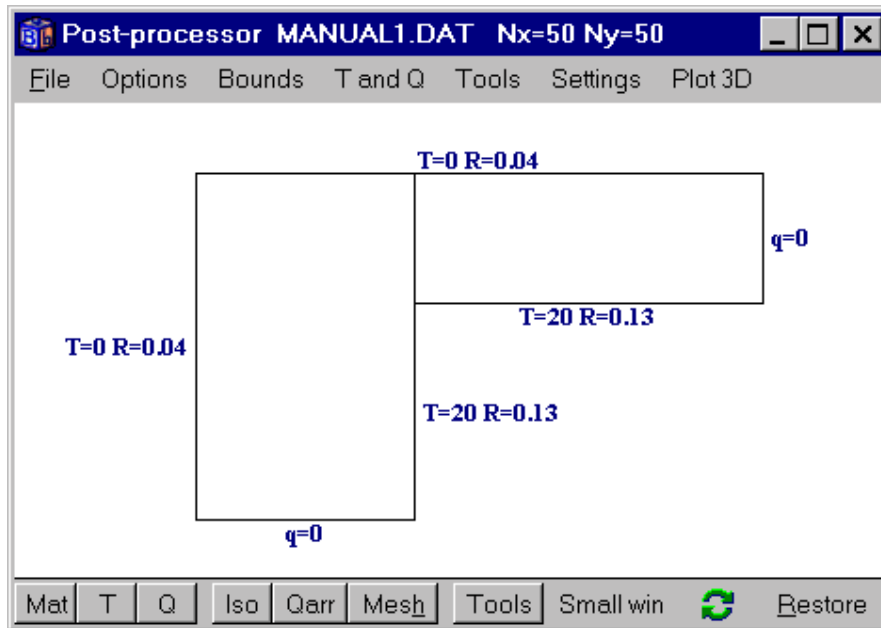 Post-processor MANUAL1.DAT Nx=50 Ny=50
File Options Bounds T and Q Tools Settings Plot 3D
T=0 R=0.04
q=0
T=20 R=0.13
T=0 R=0.04
T=20 R=0.13
q=0
Mat T Q Iso Qarr Mesh Tools Small win Restore